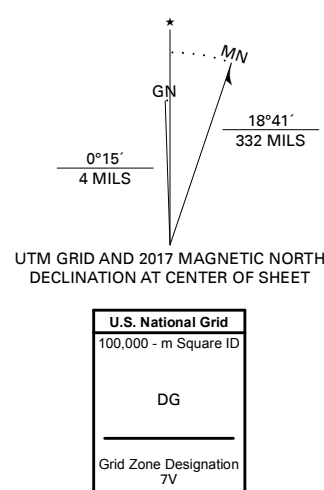 ★
MN
GN
18°41´
332 MILS
0°15´
4 MILS
UTM GRID AND 2017 MAGNETIC NORTH
DECLINATION AT CENTER OF SHEET
U.S. National Grid
100,000 - m Square ID
DG
Grid Zone Designation
7V